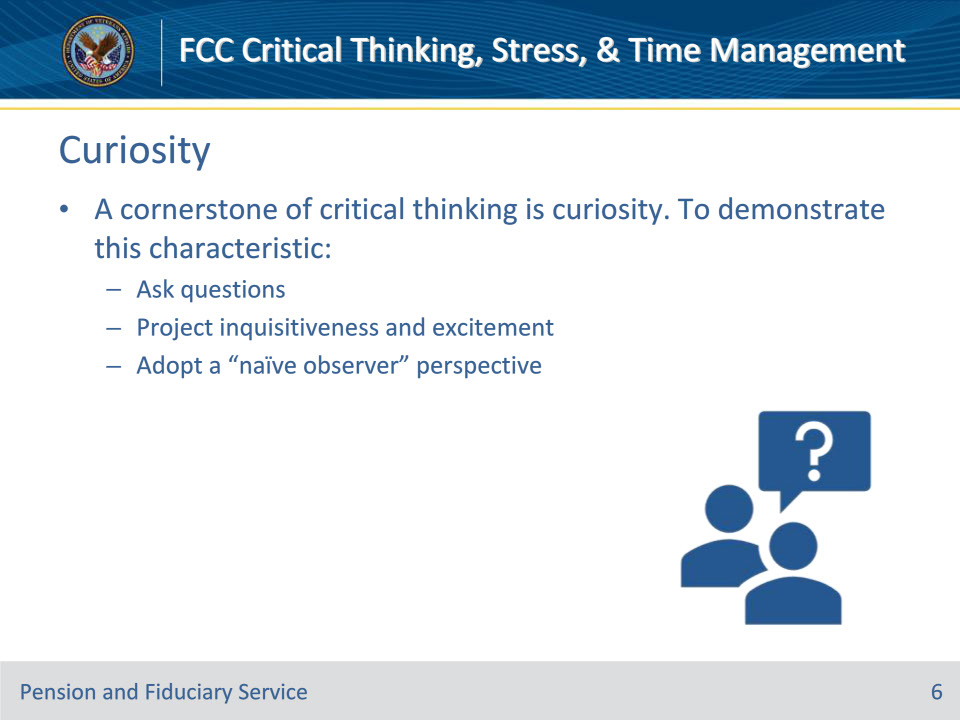 FCC Critical Thinking, Stress, & Time Management
Curiosity
• A cornerstone of critical thinking is curiosity. To demonstrate
this characteristic:
– Ask questions
– Project inquisitiveness and excitement
– Adopt a “naïve observer” perspective
?
Pension and Fiduciary Service
6